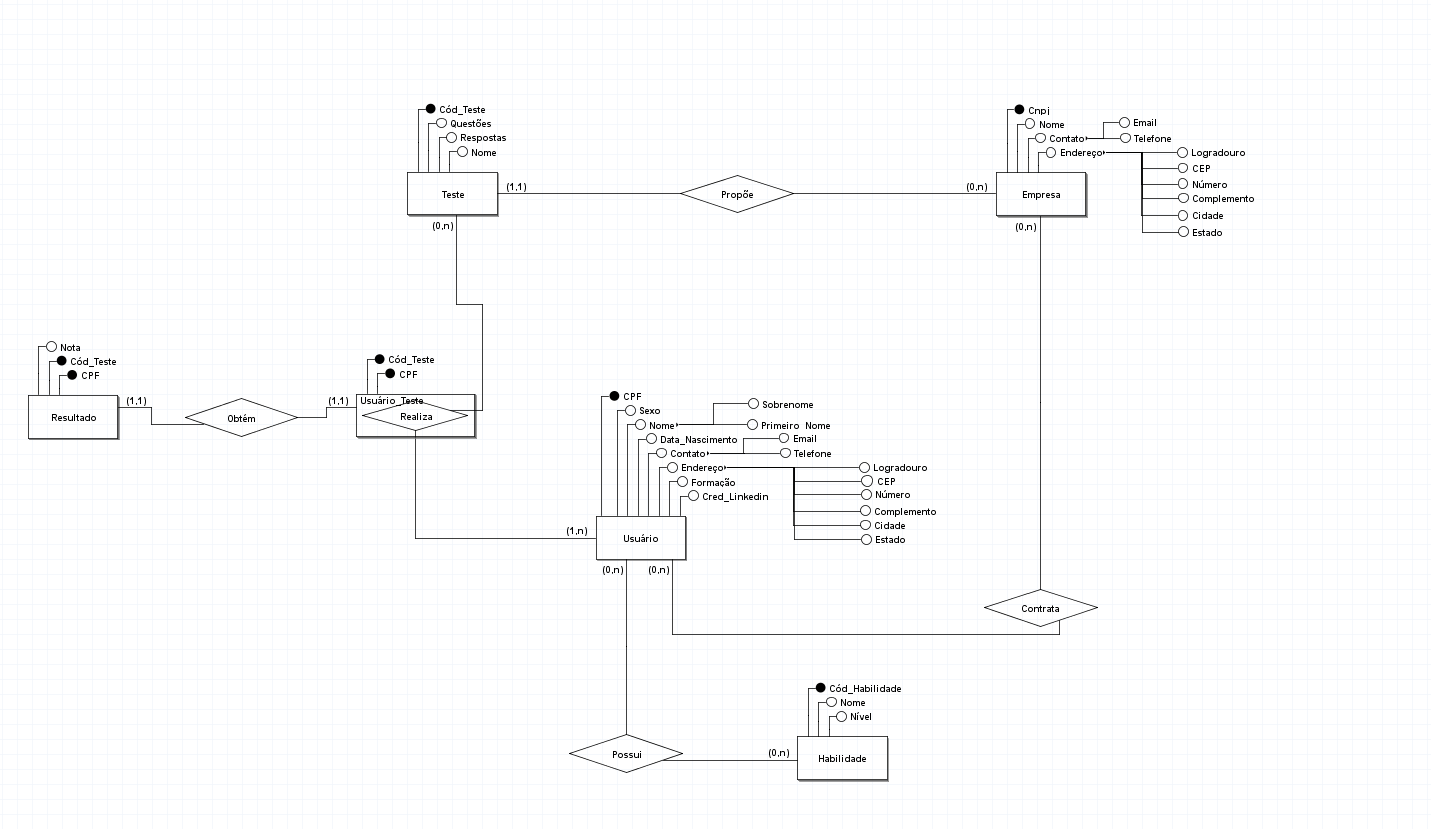 Cód_Teste
Questões
Respostas
Nome
Teste
(1,1)
(0,n)
Propõe
Cnpj
Nome
Contato
Email
Telefone
Endereço
Logradouro
CEP
Número
Complemento
Cidade
Estado
(0,n)
Empresa
(0,n)
Nota
Cód_Teste
CPF
Resultado
(1,1)
Obtém
(1,1)
Cód_Teste
CPF
Usuário_Teste
Realiza
CPF
Sexo
Nome
Sobrenome
Primeiro_Nome
Data_Nascimento
Contato
Email
Telefone
Endereço
Logradouro
CEP
Número
Complemento
Cidade
Estado
Formação
Cred_Linkedin
(1,n)
Usuário
(0,n)
(0,n)
Contrata
Cód_Habilidade
Nome
Nível
Possui
(0,n)
Habilidade